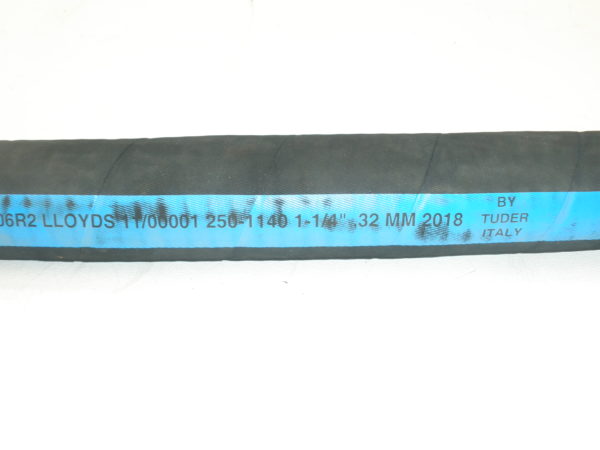 06R2 LLOYDS 11/00001 250-1140 1-1/4" 32 MM 2018
BY
TUDER
ITALY